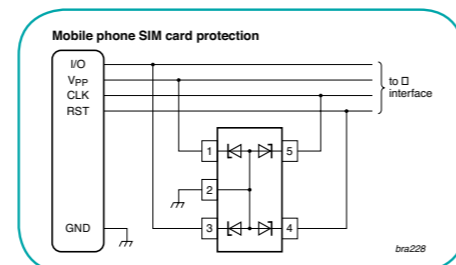 Mobile phone SIM card protection
I/O
VPP
CLK
RST
to □
interface
1
5
2
3
4
GND
bra228